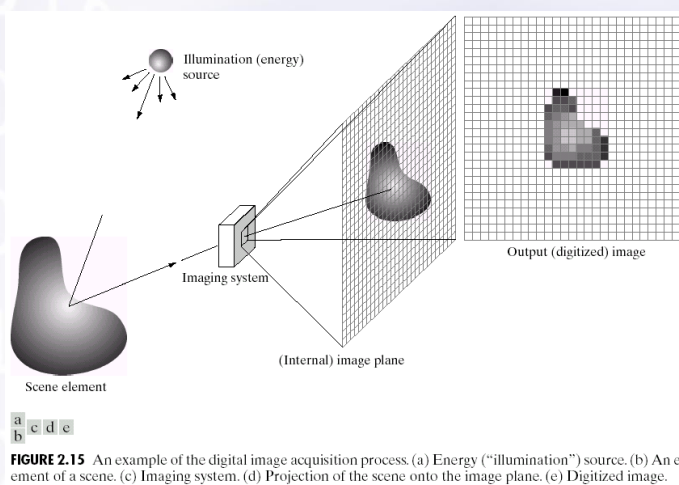 Illumination (energy)
source
Output (digitized) image
Imaging system
(Internal) image plane
Scene element
a
b
c d e
FIGURE 2.15 An example of the digital image acquisition process. (a) Energy (“illumination”) source. (b) An e
ement of a scene. (c) Imaging system. (d) Projection of the scene onto the image plane. (e) Digitized image.